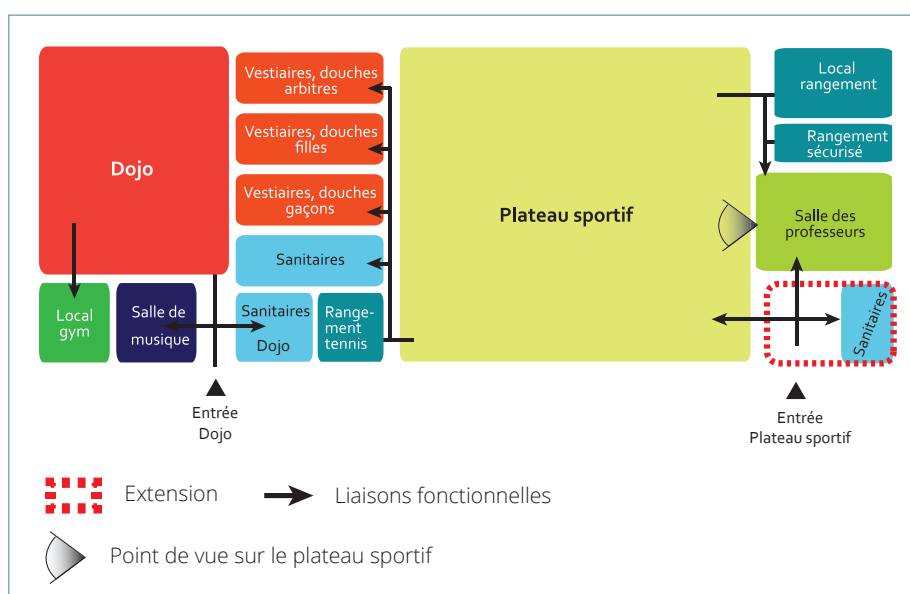 Vestiaires, douches
arbitres
Local
rangement
Vestiaires, douches
filles
Rangement
sécurisé
Dojo
Vestiaires, douches
gaçons
Plateau sportif
Salle des
professeurs
Sanitaires
Local
gym
Salle de
musique
Sanitaires
Dojo
Range-
ment
tennis
Sanitaires
Entrée
Dojo
Entrée
Plateau sportif
Extension
Liaisons fonctionnelles
Point de vue sur le plateau sportif